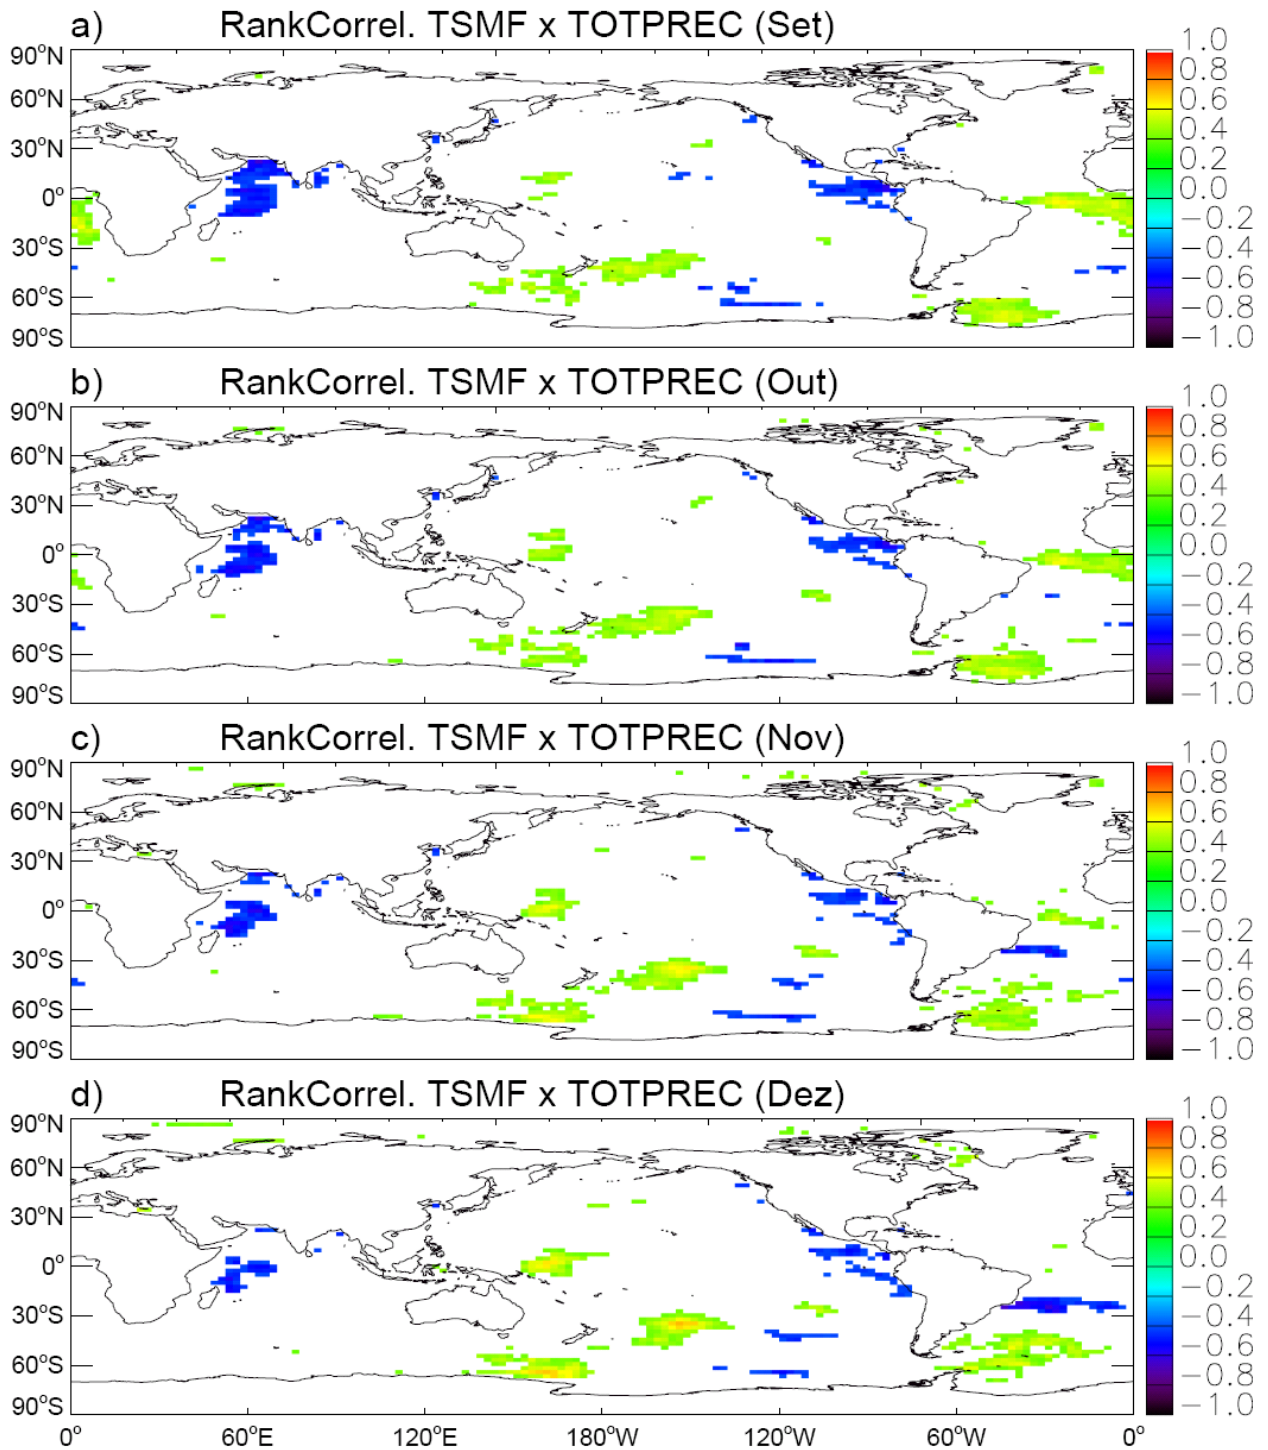 a) RankCorrel. TSMF x TOTPREC (Set)
90°N
60°N
30°N
0°
30°S
60°S
90°S
1.0
0.8
0.6
0.4
0.2
0.0
−0.2
−0.4
−0.6
−0.8
−1.0
b) RankCorrel. TSMF x TOTPREC (Out)
90°N
60°N
30°N
0°
30°S
60°S
90°S
1.0
0.8
0.6
0.4
0.2
0.0
−0.2
−0.4
−0.6
−0.8
−1.0
c) RankCorrel. TSMF x TOTPREC (Nov)
90°N
60°N
30°N
0°
30°S
60°S
90°S
1.0
0.8
0.6
0.4
0.2
0.0
−0.2
−0.4
−0.6
−0.8
−1.0
d) RankCorrel. TSMF x TOTPREC (Dez)
90°N
60°N
30°N
0°
30°S
60°S
90°S
1.0
0.8
0.6
0.4
0.2
0.0
−0.2
−0.4
−0.6
−0.8
−1.0
0° 60°E 120°E 180°W 120°W 60°W 0°